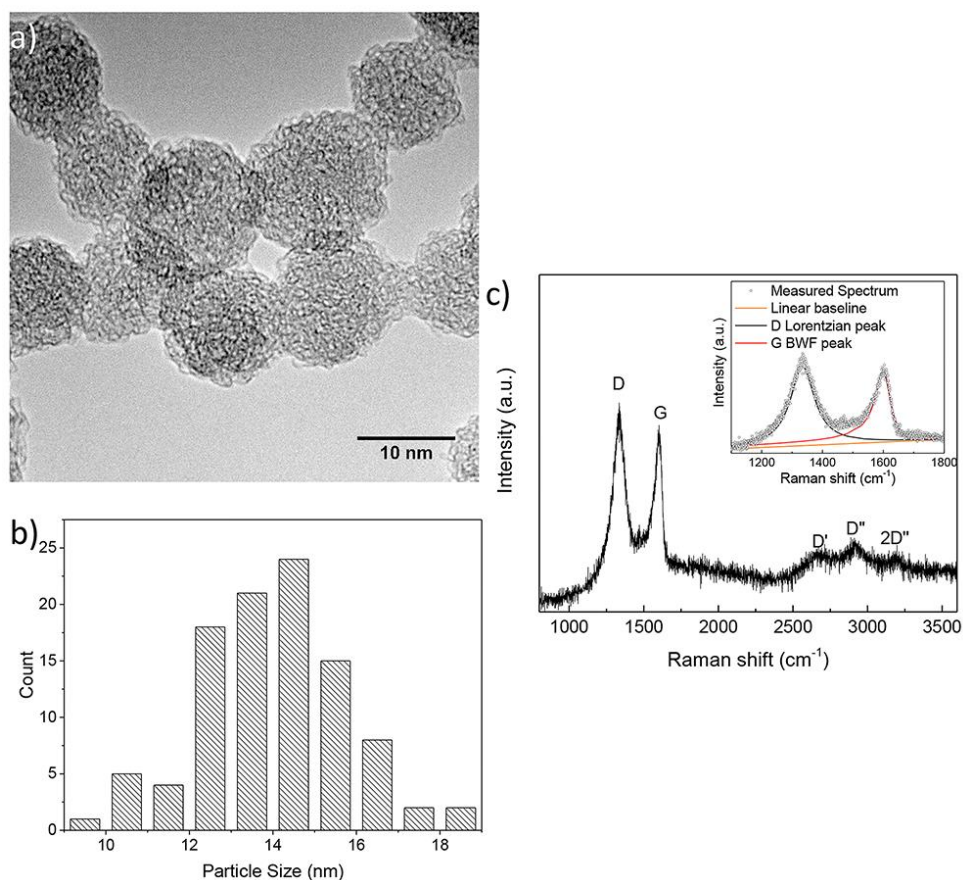 a)
10 nm
b)
25
20
15
10
5
0
Count
10 12 14 16 18
Particle Size (nm)
c)
Measured Spectrum
Linear baseline
D Lorentzian peak
G BWF peak
Intensity (a.u.)
1200 1400 1600 1800
Raman shift (cm⁻¹)
D
G
D'
D"
2D"
Intensity (a.u.)
1000 1500 2000 2500 3000 3500
Raman shift (cm⁻¹)